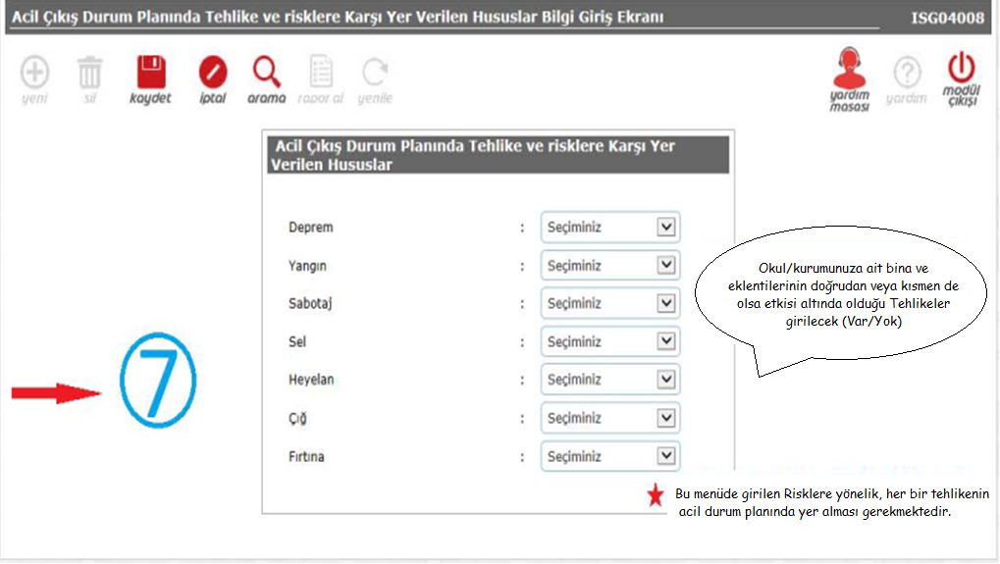 Acil Çıkış Durum Planında Tehlike ve risklere Karşı Yer Verilen Hususlar Bilgi Giriş Ekranı ISG04008
yeni sil kaydet iptal arama rapor al yenile yardım masası yardım modül çıkışı
Acil Çıkış Durum Planında Tehlike ve risklere Karşı Yer
Verilen Hususlar
Deprem : Seçiminiz
Yangın : Seçiminiz
Sabotaj : Seçiminiz
Sel : Seçiminiz
Heyelan : Seçiminiz
Çığ : Seçiminiz
Fırtına : Seçiminiz
Okul/kurumunuza ait bina ve
eklentilerinin doğrudan veya kısmen de
olsa etkisi altında olduğu Tehlikeler
girilecek (Var/Yok)
7
Bu menüde girilen Risklere yönelik, her bir tehlikenin
acil durum planında yer alması gerekmektedir.